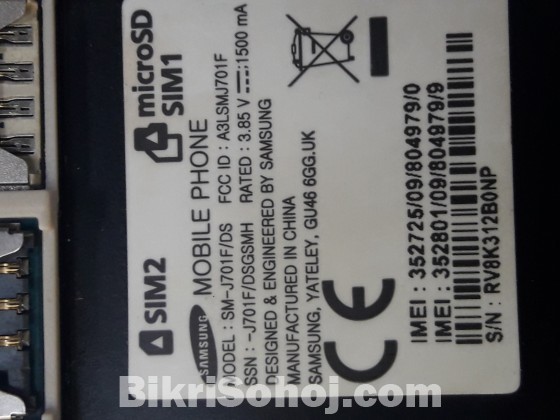 SIM2
microSD
SIM1
SAMSUNG
MOBILE PHONE
MODEL : SM-J701F/DS FCC ID : A3LSMJ701F
SSN : -J701F/DSGSMH RATED : 3.85 V ⎓; 1500 mA
DESIGNED & ENGINEERED BY SAMSUNG
MANUFACTURED IN CHINA
SAMSUNG, YATELEY, GU46 6GG.UK
CE
IMEI : 352725/09/804979/0
IMEI : 352801/09/804979/9
S/N : RV8K312B0NP
BikriSohoj.com